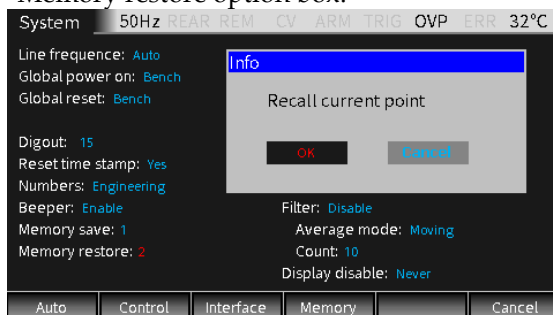 Memory restore option box.
System 50Hz REAR REM CV ARM TRIG OVP ERR 32°C
Line frequence: Auto
Global power on: Bench
Global reset: Bench
Info
Recall current point
OK Cancel
Digout: 15
Reset time stamp: Yes
Numbers: Engineering
Beeper: Enable
Memory save: 1
Memory restore: 2
Filter: Disable
Average mode: Moving
Count: 10
Display disable: Never
Auto Control Interface Memory Cancel